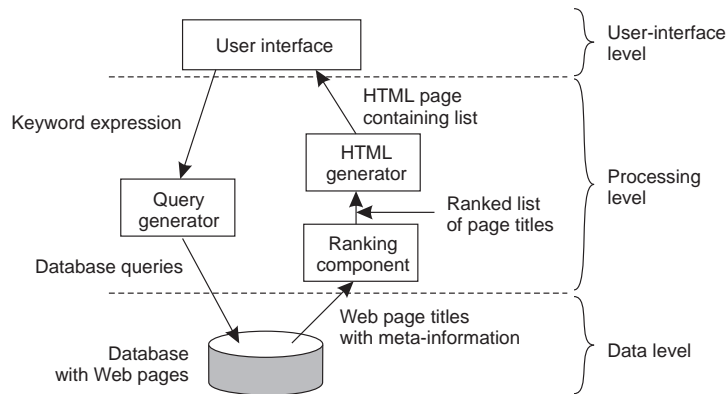 User interface
User-interface
level
HTML page
containing list
Keyword expression
HTML
generator
Processing
level
Query
generator
Ranked list
of page titles
Ranking
component
Database queries
Web page titles
with meta-information
Database
with Web pages
Data level